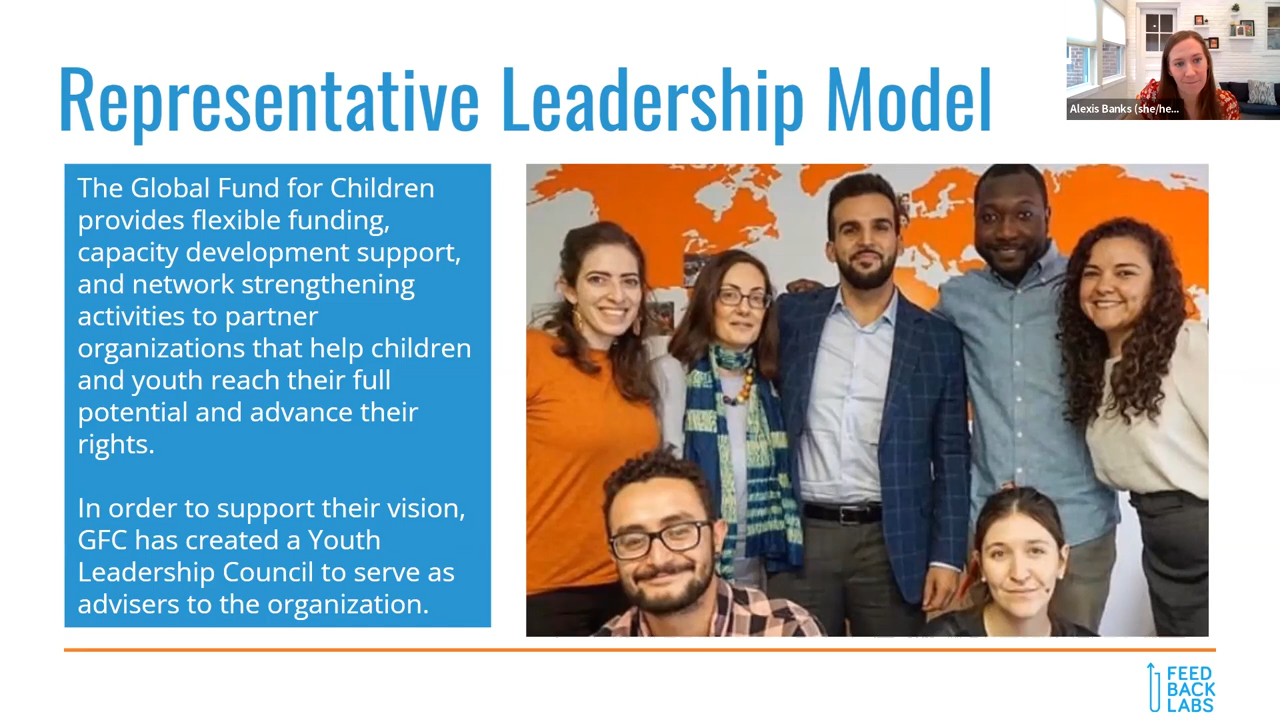 Representative Leadership Model
Alexis Banks (she/he...
The Global Fund for Children
provides flexible funding,
capacity development support,
and network strengthening
activities to partner
organizations that help children
and youth reach their full
potential and advance their
rights.
In order to support their vision,
GFC has created a Youth
Leadership Council to serve as
advisers to the organization.
FEED
BACK
LABS